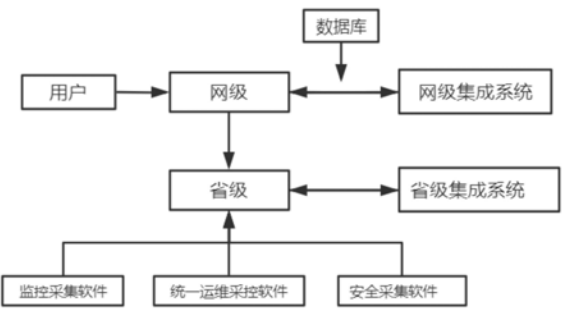 数据库
用户
网级
网级集成系统
省级
省级集成系统
监控采集软件
统一运维采控软件
安全采集软件